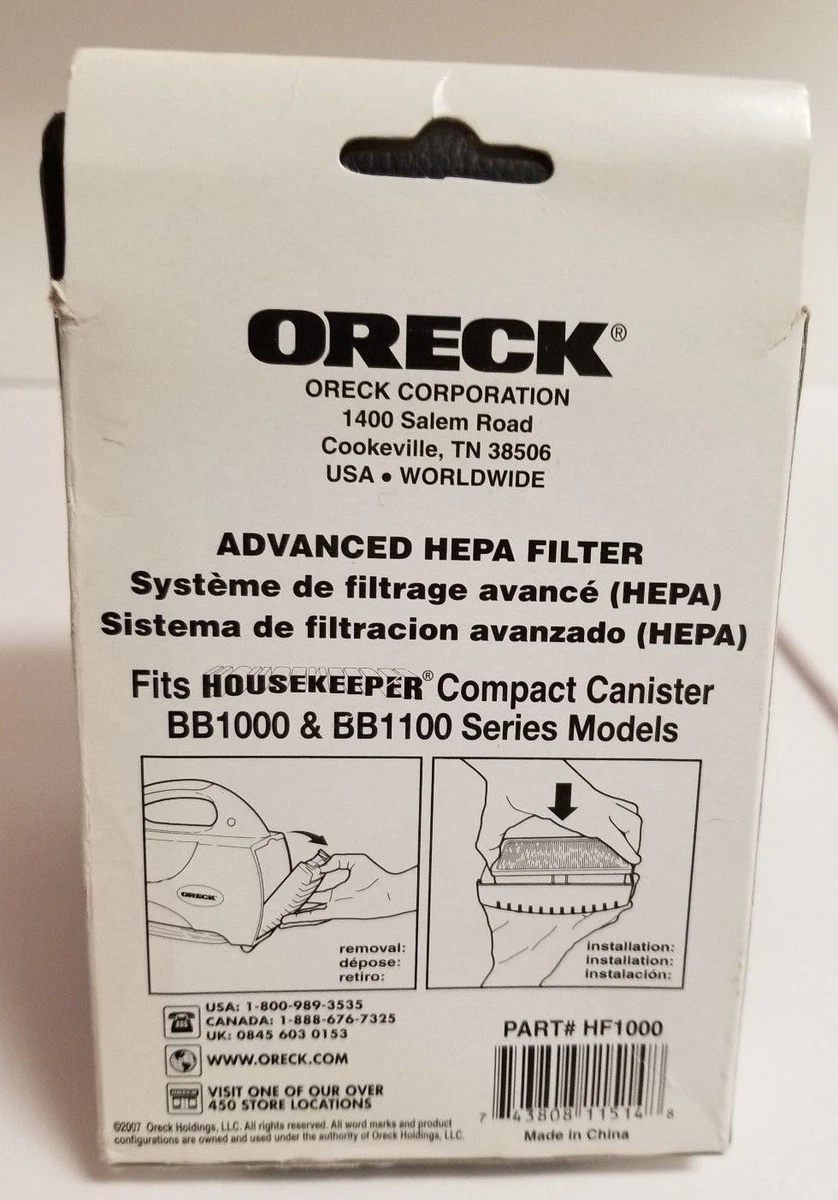 ORECK®
ORECK CORPORATION
1400 Salem Road
Cookeville, TN 38506
USA • WORLDWIDE
ADVANCED HEPA FILTER
Système de filtrage avancé (HEPA)
Sistema de filtracion avanzado (HEPA)
Fits HOUSEKEEPER® Compact Canister
BB1000 & BB1100 Series Models
ORECK
removal:
dépose:
retiro:
installation:
installation:
instalación:
USA: 1-800-989-3535
CANADA: 1-888-676-7325
UK: 0845 603 0153
WWW.ORECK.COM
VISIT ONE OF OUR OVER
450 STORE LOCATIONS
PART# HF1000
7 43808 11514 8
Made in China
©2007 Oreck Holdings, LLC. All rights reserved. All word marks and product
configurations are owned and used under the authority of Oreck Holdings, LLC.